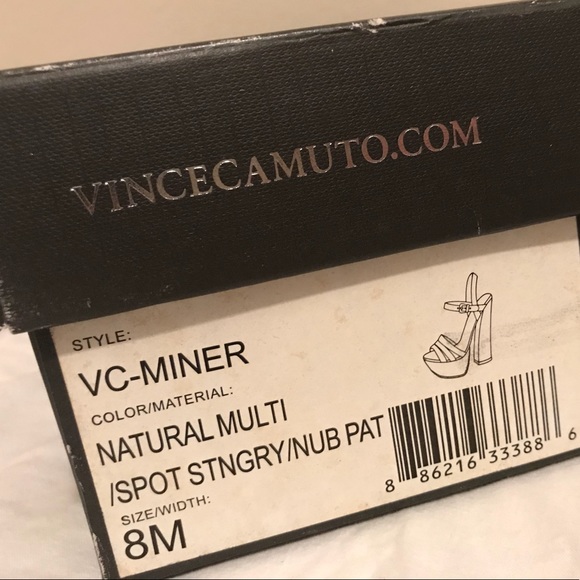 VINCECAMUTO.COM
STYLE:
VC-MINER
COLOR/MATERIAL:
NATURAL MULTI
/SPOT STNGRY/NUB PAT
SIZE/WIDTH:
8M
8 86216 33388 6